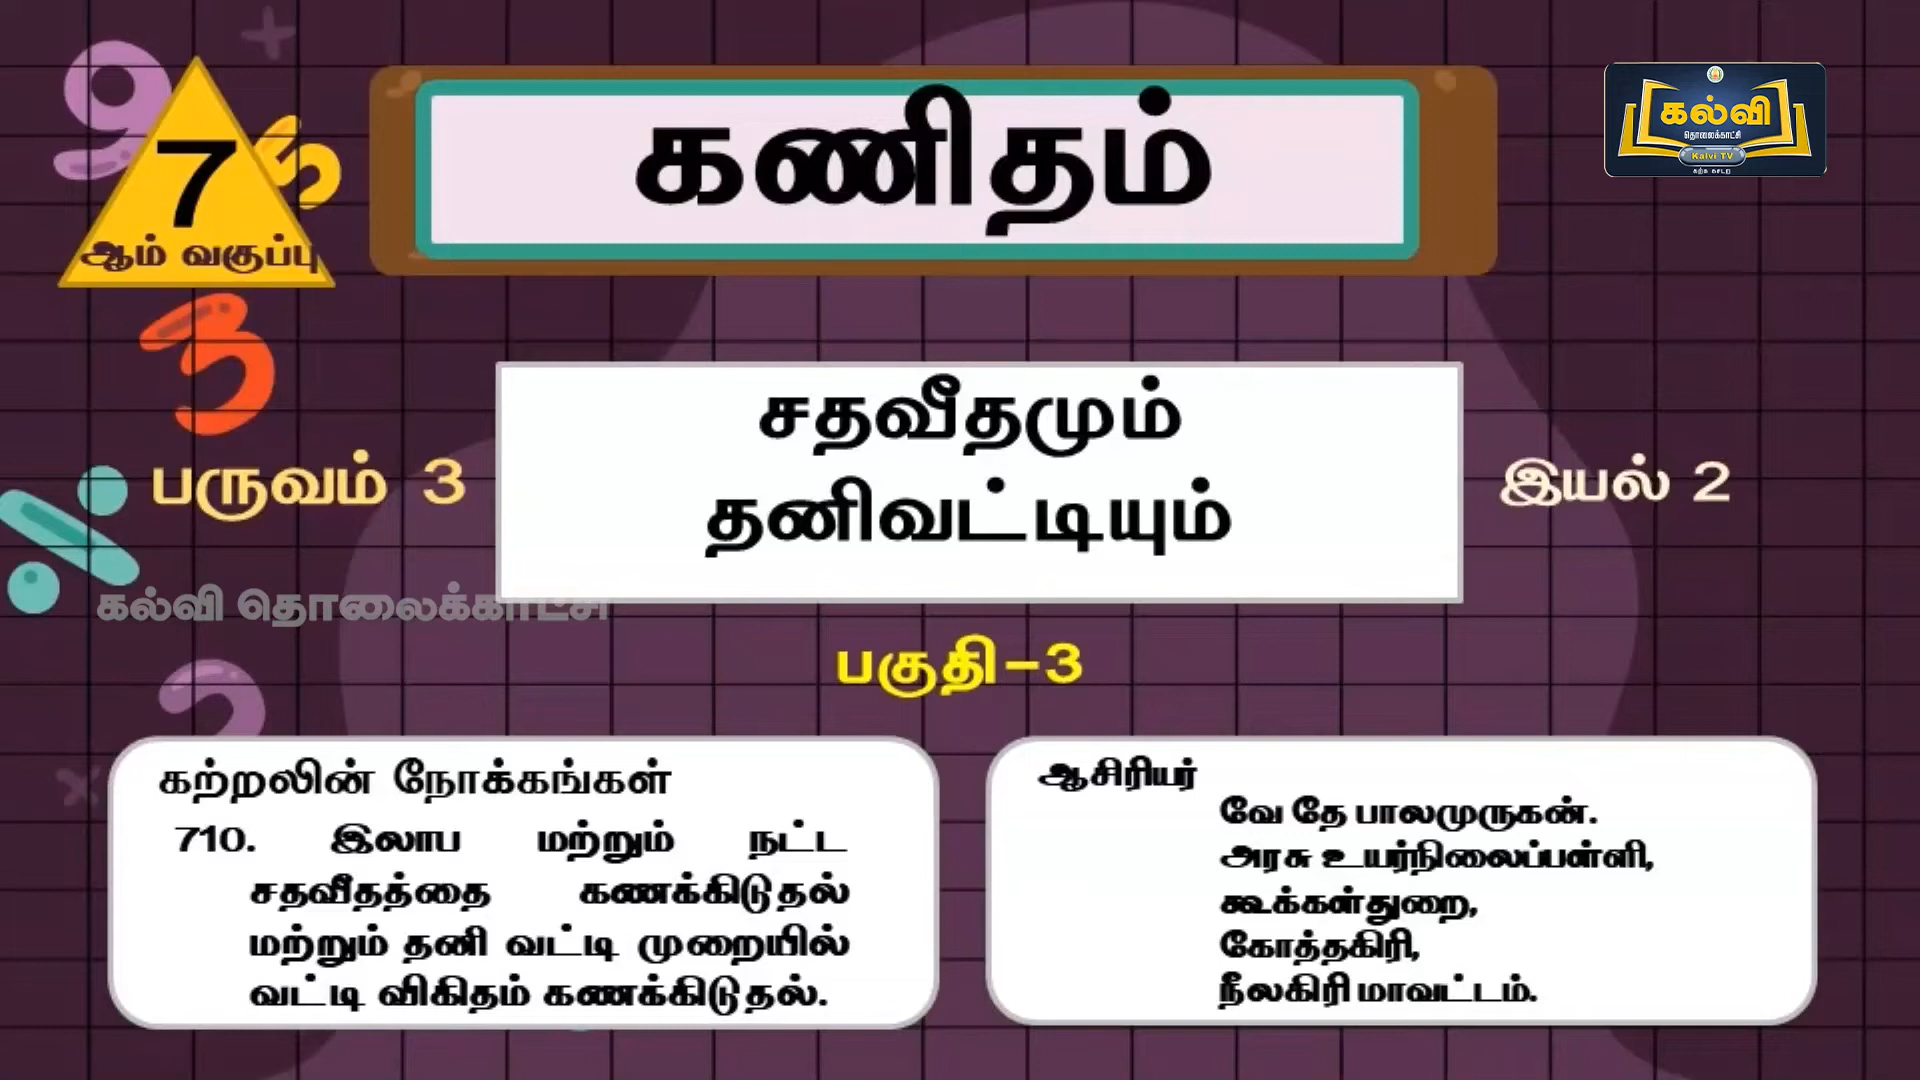 கணிதம்
7
ஆம் வகுப்பு
கல்வி
தொலைக்காட்சி
Kalvi TV
கற்க கசடற
சதவீதமும்
தனிவட்டியும்
பருவம் 3
இயல் 2
கல்வி தொலைக்காட்சி
பகுதி-3
கற்றலின் நோக்கங்கள்
710. இலாப மற்றும் நட்ட
சதவீதத்தை கணக்கிடுதல்
மற்றும் தனி வட்டி முறையில்
வட்டி விகிதம் கணக்கிடுதல்.
ஆசிரியர்
வே தே பாலமுருகன்.
அரசு உயர்நிலைப்பள்ளி,
கூக்கள்துறை,
கோத்தகிரி,
நீலகிரி மாவட்டம்.